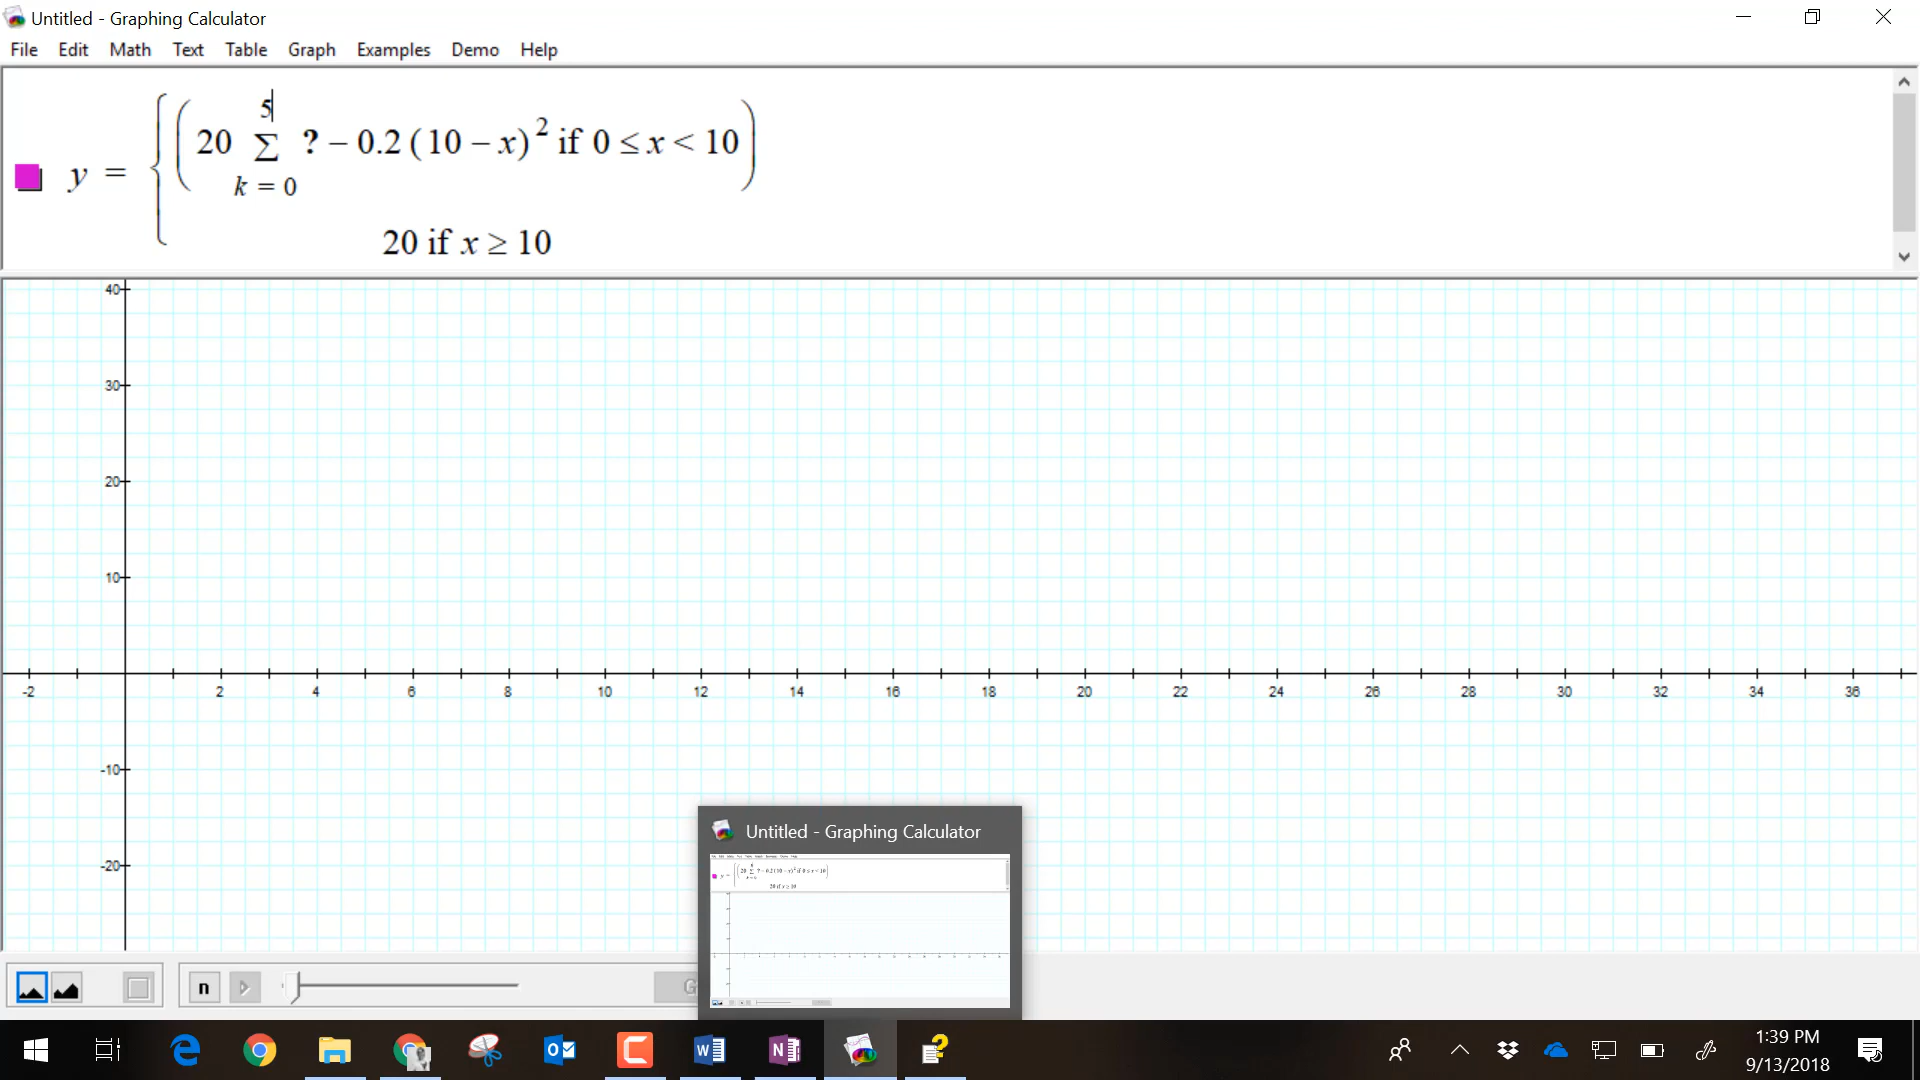 Untitled - Graphing Calculator
File Edit Math Text Table Graph Examples Demo Help
5
20 Σ ? − 0.2 ( 10 − x) 2 if 0 ≤ x < 10
k = 0
y =
20 if x ≥ 10
40
30
20
10
-2 2 4 6 8 10 12 14 16 18 20 22 24 26 28 30 32 34 36
-10
-20
Untitled - Graphing Calculator
n
1:39 PM
9/13/2018